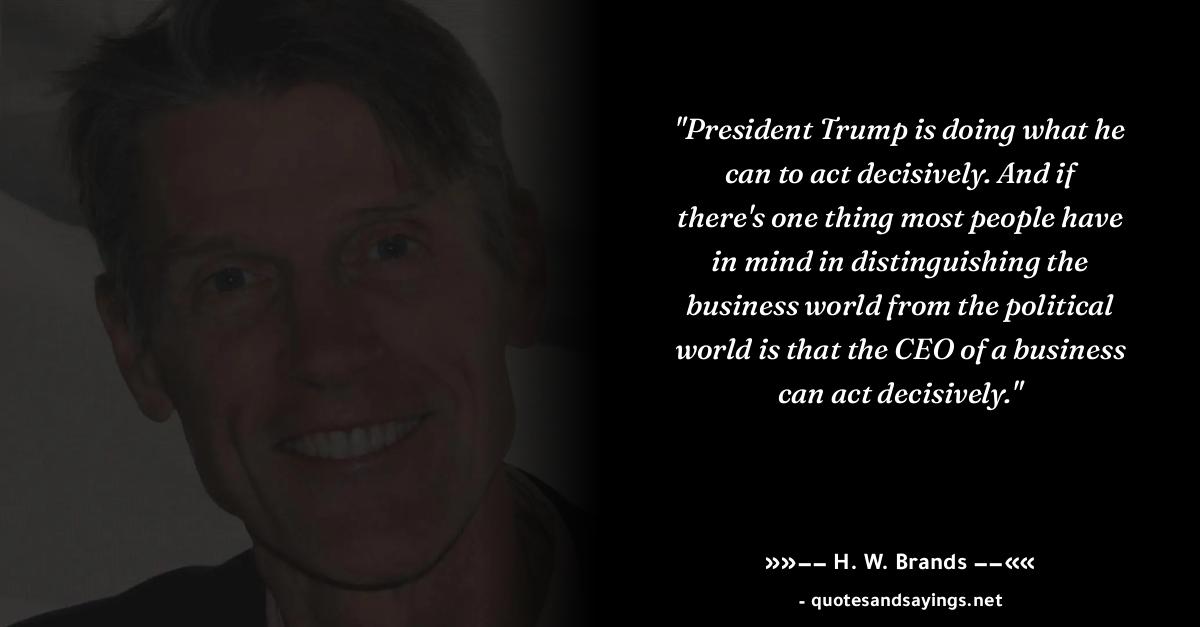 "President Trump is doing what he
can to act decisively. And if
there's one thing most people have
in mind in distinguishing the
business world from the political
world is that the CEO of a business
can act decisively."
»»–– H. W. Brands ––««
- quotesandsayings.net